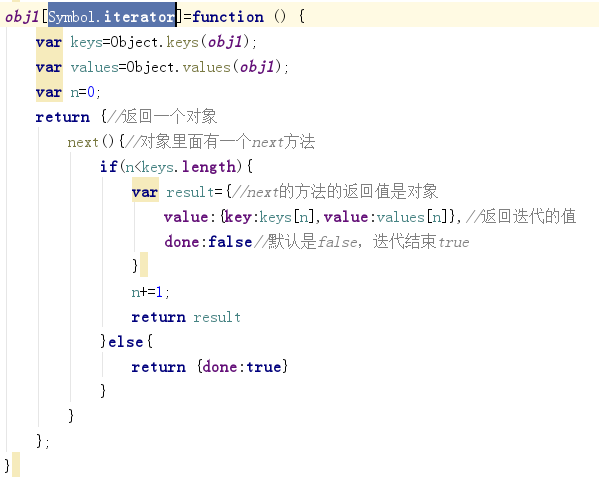 obj1[Symbol.iterator]=function () {
    var keys=Object.keys(obj1);
    var values=Object.values(obj1);
    var n=0;
    return {//返回一个对象
        next(){//对象里面有一个next方法
            if(n<keys.length){
                var result={//next的方法的返回值是对象
                    value:{key:keys[n],value:values[n]},//返回迭代的值
                    done:false//默认是false，迭代结束true
                }
                n+=1;
                return result
            }else{
                return {done:true}
            }
        }
    };
}